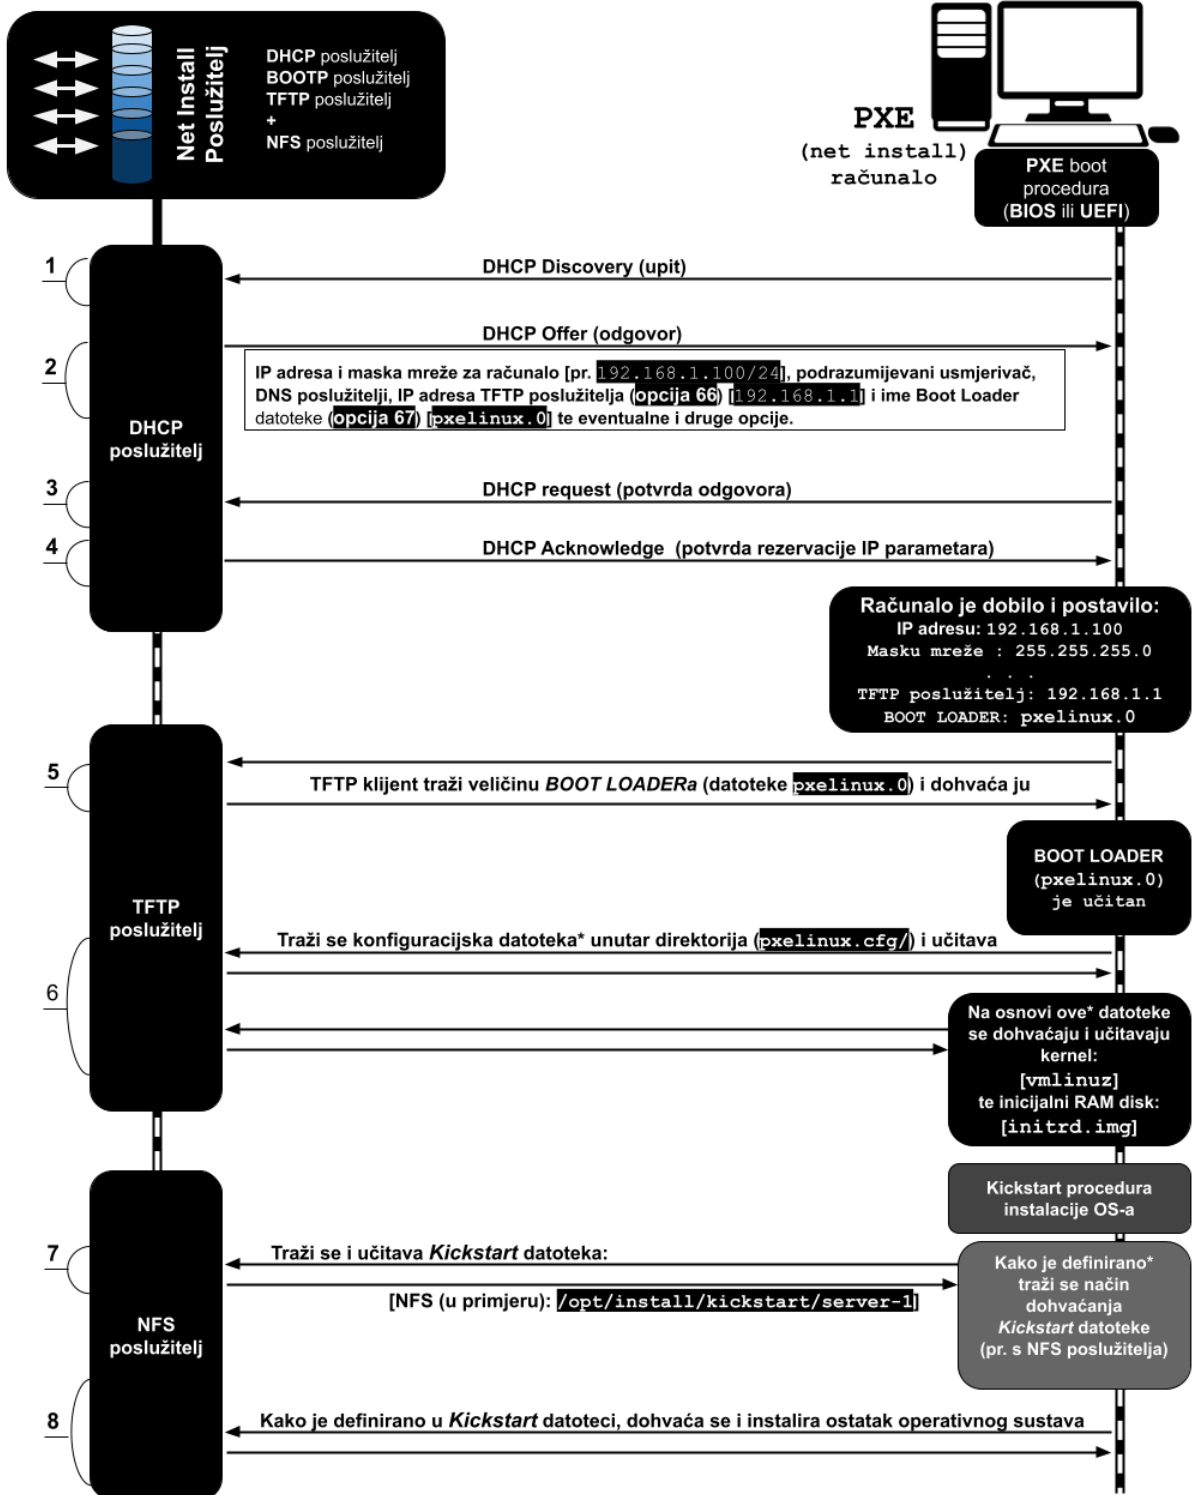 Net Install
Poslužitelj
DHCP poslužitelj
BOOTP poslužitelj
TFTP poslužitelj
+
NFS poslužitelj
PXE
(net install)
računalo
PXE boot
procedura
(BIOS ili UEFI)
1
DHCP Discovery (upit)
DHCP Offer (odgovor)
2
IP adresa i maska mreže za računalo [pr. 192.168.1.100/24], podrazumijevani usmjerivač,
DNS poslužitelji, IP adresa TFTP poslužitelja (opcija 66) [192.168.1.1] i ime Boot Loader
datoteke (opcija 67) [pxelinux.0] te eventualne i druge opcije.
DHCP
poslužitelj
3
DHCP request (potvrda odgovora)
4
DHCP Acknowledge (potvrda rezervacije IP parametara)
Računalo je dobilo i postavilo:
IP adresu: 192.168.1.100
Masku mreže : 255.255.255.0
. . .
TFTP poslužitelj: 192.168.1.1
BOOT LOADER: pxelinux.0
5
TFTP klijent traži veličinu BOOT LOADERa (datoteke pxelinux.0) i dohvaća ju
BOOT LOADER
(pxelinux.0)
je učitan
TFTP
poslužitelj
Traži se konfiguracijska datoteka* unutar direktorija (pxelinux.cfg/) i učitava
6
Na osnovi ove* datoteke
se dohvaćaju i učitavaju
kernel:
[vmlinuz]
te inicijalni RAM disk:
[initrd.img]
Kickstart procedura
instalacije OS-a
7
Traži se i učitava Kickstart datoteka:
[NFS (u primjeru): /opt/install/kickstart/server-1]
Kako je definirano*
traži se način
dohvaćanja
Kickstart datoteke
(pr. s NFS poslužitelja)
NFS
poslužitelj
8
Kako je definirano u Kickstart datoteci, dohvaća se i instalira ostatak operativnog sustava